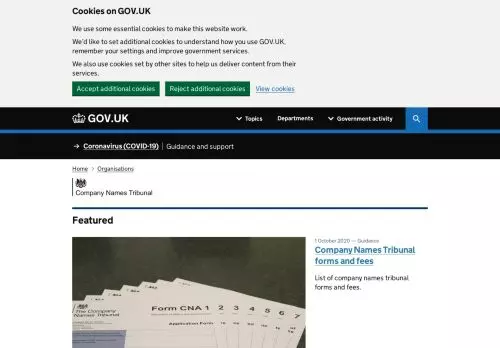 Cookies on GOV.UK
We use some essential cookies to make this website work.
We'd like to set additional cookies to understand how you use GOV.UK,
remember your settings and improve government services.
We also use cookies set by other sites to help us deliver content from their
services.
Accept additional cookies Reject additional cookies View cookies
GOV.UK Topics Departments Government activity
→ Coronavirus (COVID-19) | Guidance and support
Home > Organisations
Company Names Tribunal
Featured
1 October 2020 — Guidance
Company Names Tribunal
forms and fees
List of company names tribunal
forms and fees.
Form CNA 1 2 3 4 5 6 7
The Company
Names Tribunal
Application Form